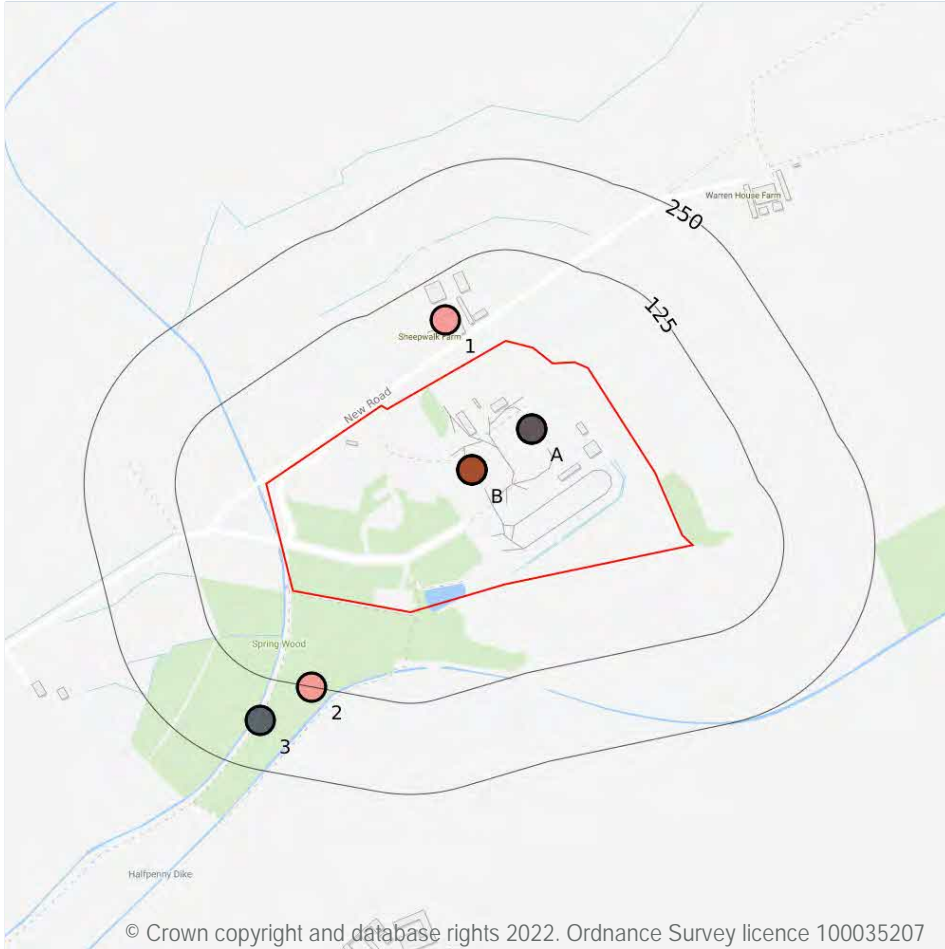 Warren House Farm
250
125
Sheepwalk Farm
1
New Road
A
B
Spring Wood
2
3
Halfpenny Dike
© Crown copyright and database rights 2022. Ordnance Survey licence 100035207